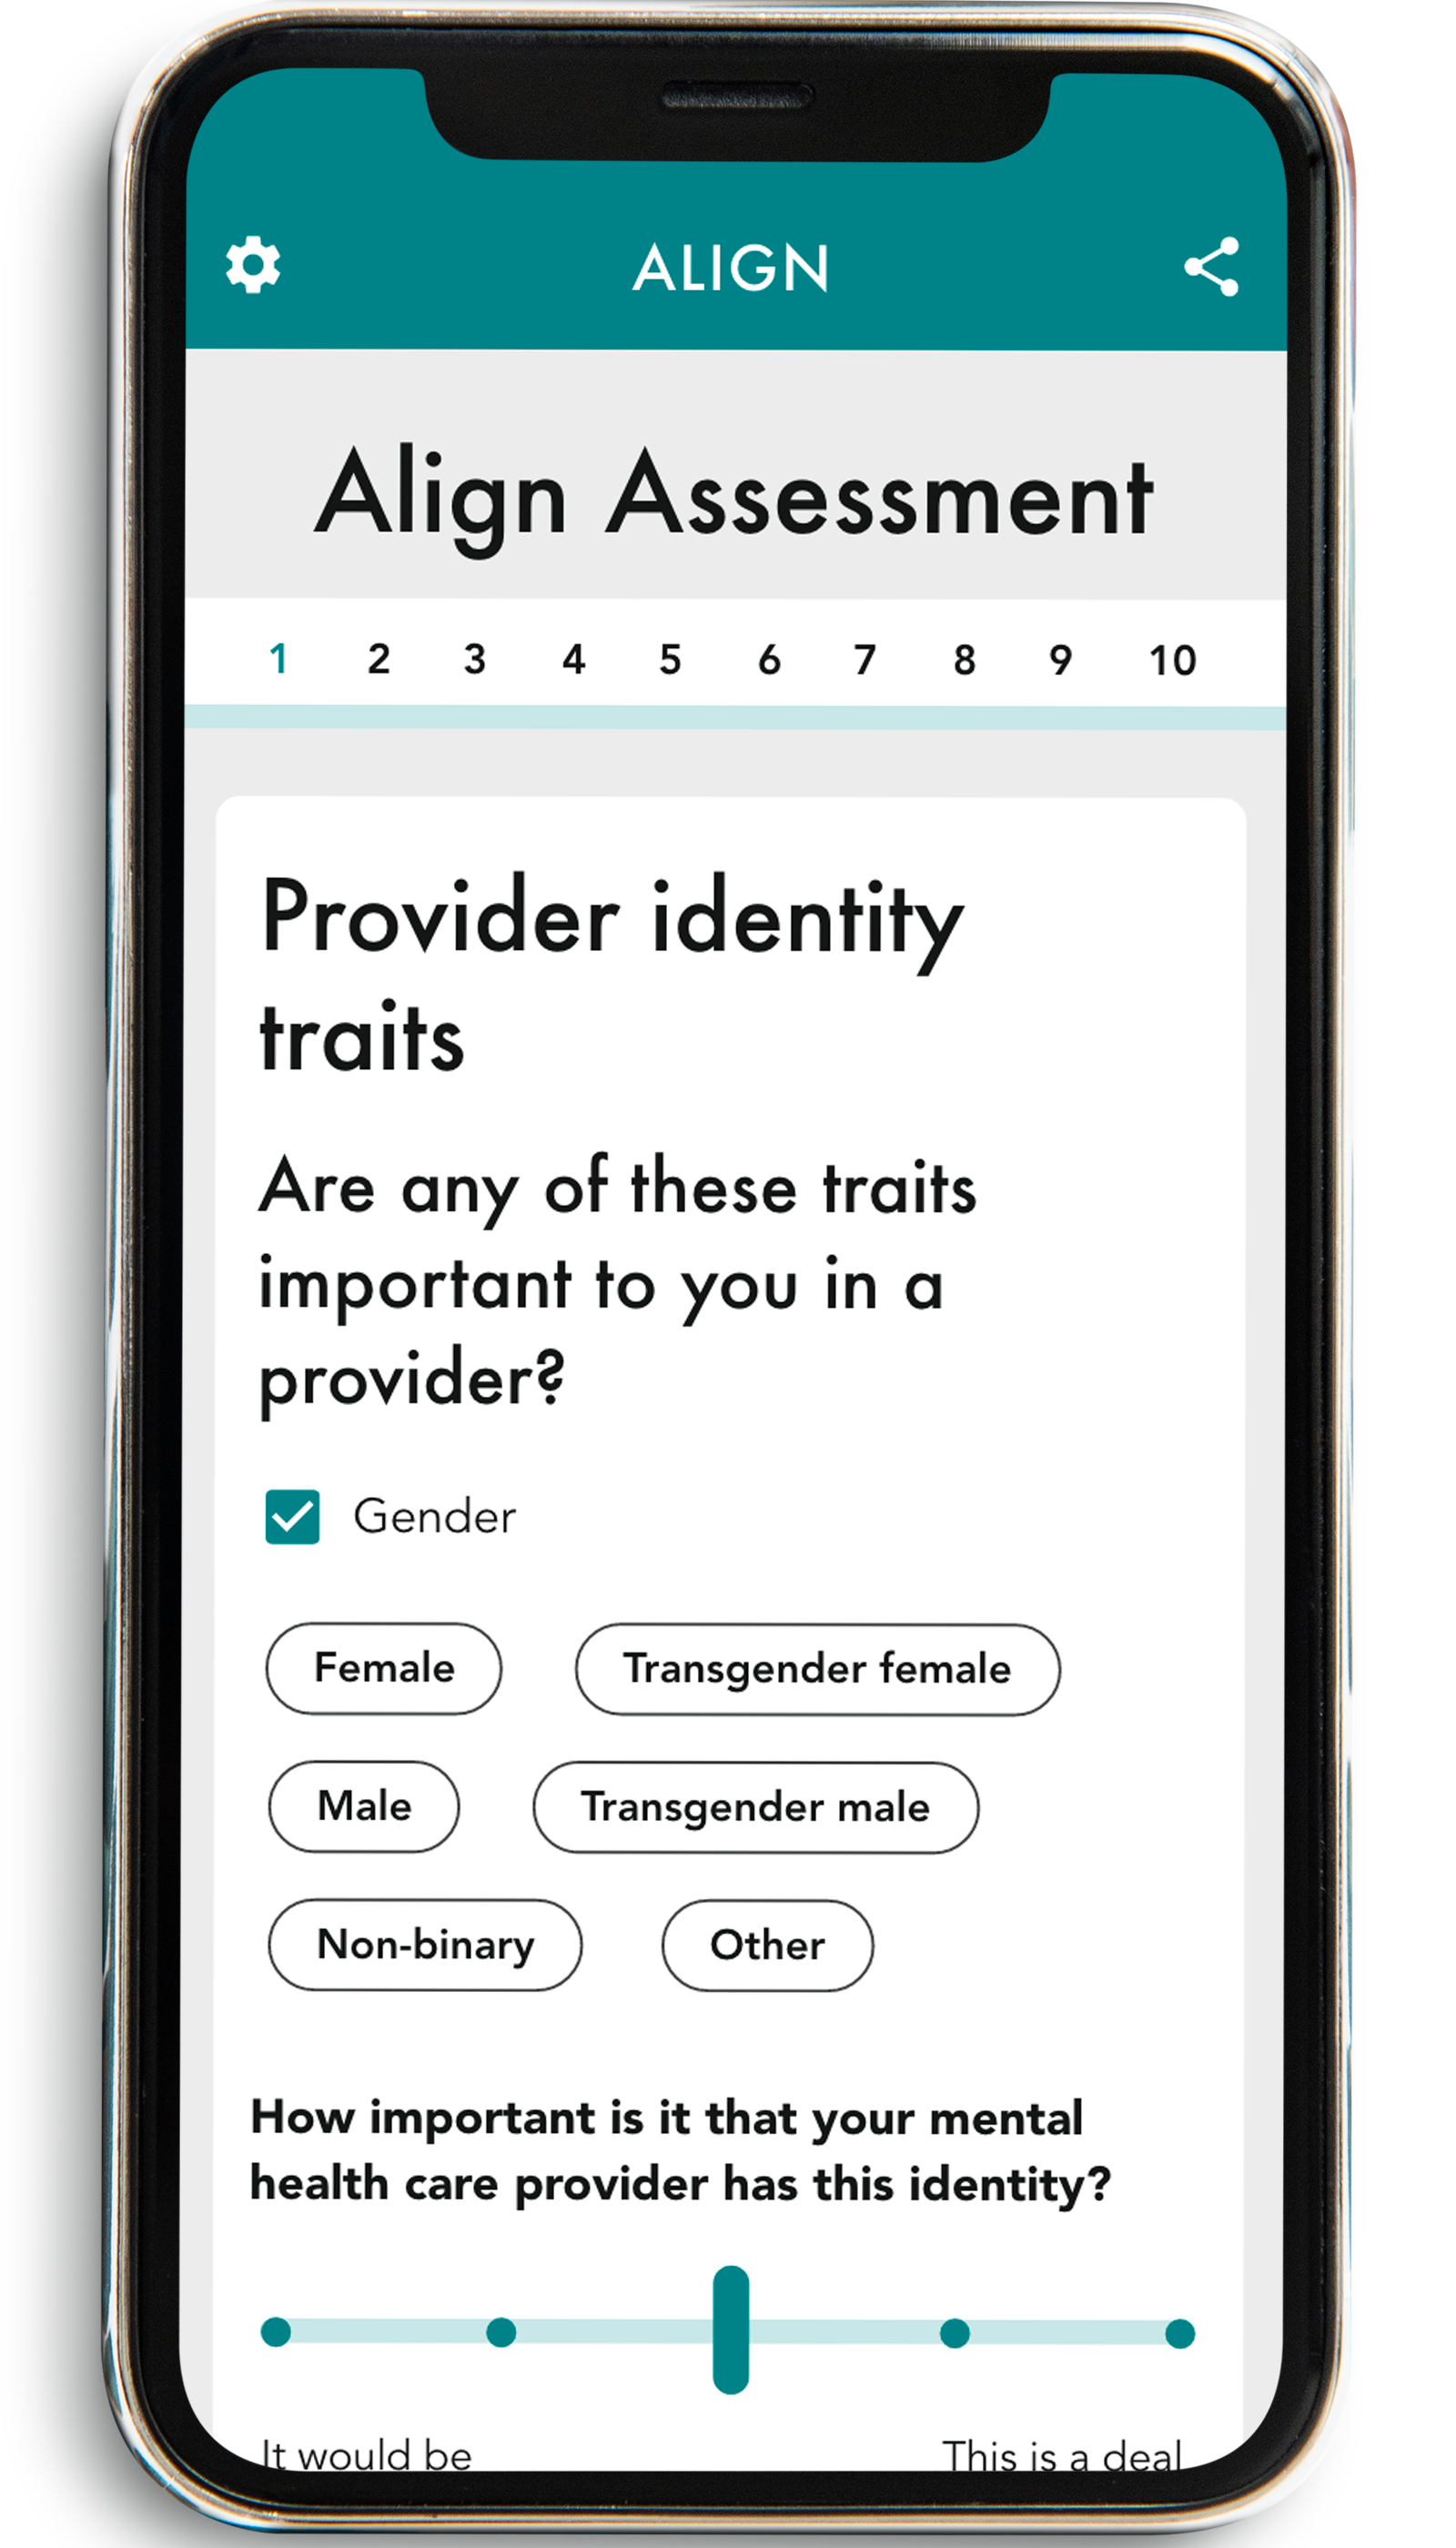 ALIGN
Align Assessment
1 2 3 4 5 6 7 8 9 10
Provider identity
traits
Are any of these traits
important to you in a
provider?
Gender
Female Transgender female
Male Transgender male
Non-binary Other
How important is it that your mental
health care provider has this identity?
It would be This is a deal